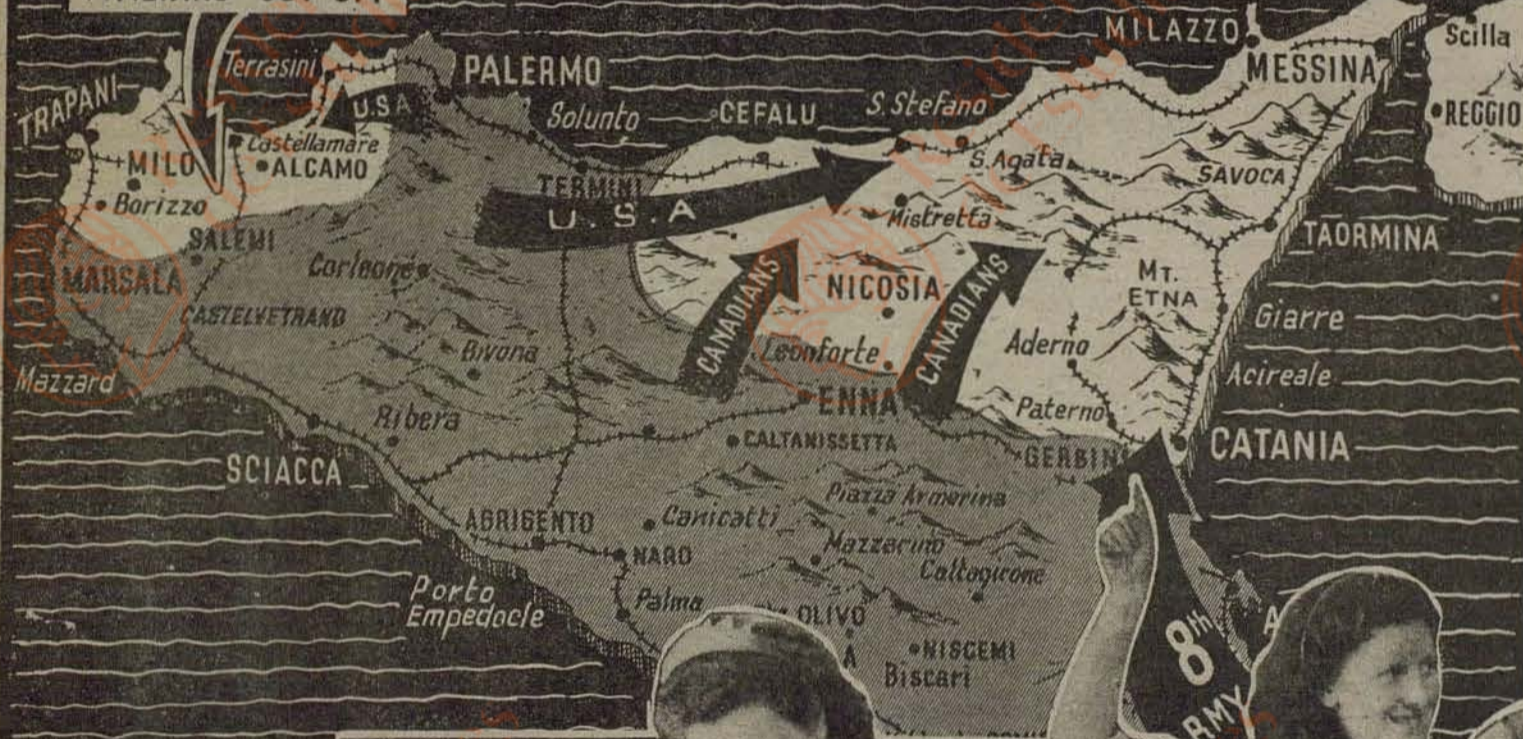 MILAZZO
Scilla
Terrasini
PALERMO
MESSINA
TRAPANI
U.S.A
Solunto
CEFALU
S. Stefano
REGGIO
Castellamare
MILO
ALCAMO
S. Agata
SAVOCA
TERMINI
Borizzo
U.S.A
Mistretta
SALEMI
TAORMINA
Corleone
CANADIANS
CANADIANS
MARSALA
NICOSIA
MT.
ETNA
CASTELVETRANO
Giarre
Bivona
Leonforte
Aderno
Mazzard
Acireale
ENNA
Paterno
Ribera
CALTANISSETTA
CATANIA
SCIACCA
GERBINI
Piazza Armerina
AGRIGENTO
Canicatti
NARO
Mazzarino
Caltagirone
Porto
Empedocle
Palma
OLIVO
8th
NISCEMI
Biscari